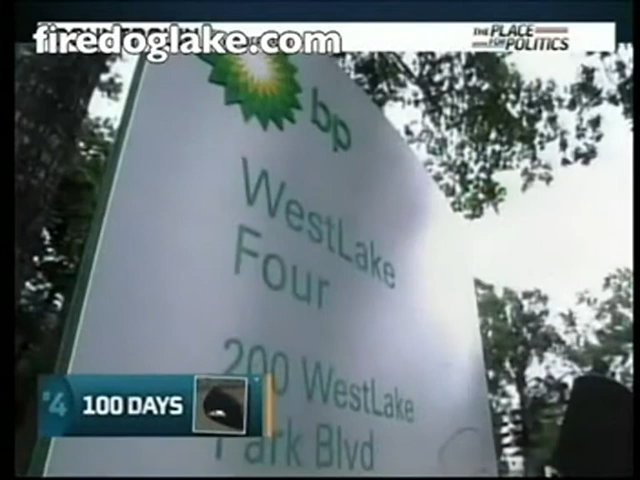 firedoglake.com
THE PLACE
FOR POLITICS
bp
WestLake
Four
200 WestLake
Park Blvd
#4 100 DAYS